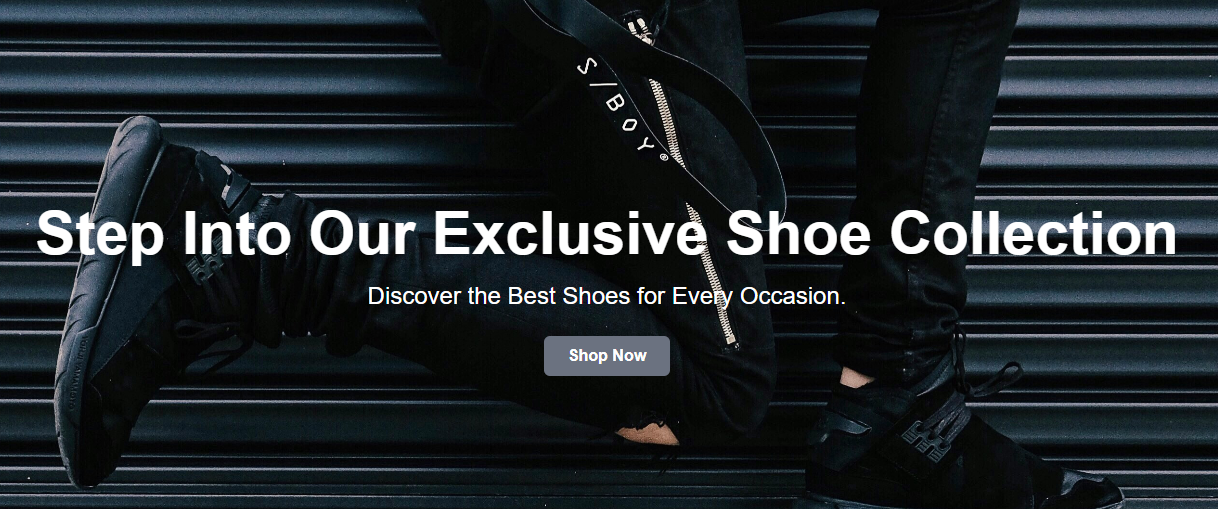 S/BOY®
Step Into Our Exclusive Shoe Collection
Discover the Best Shoes for Every Occasion.
Shop Now